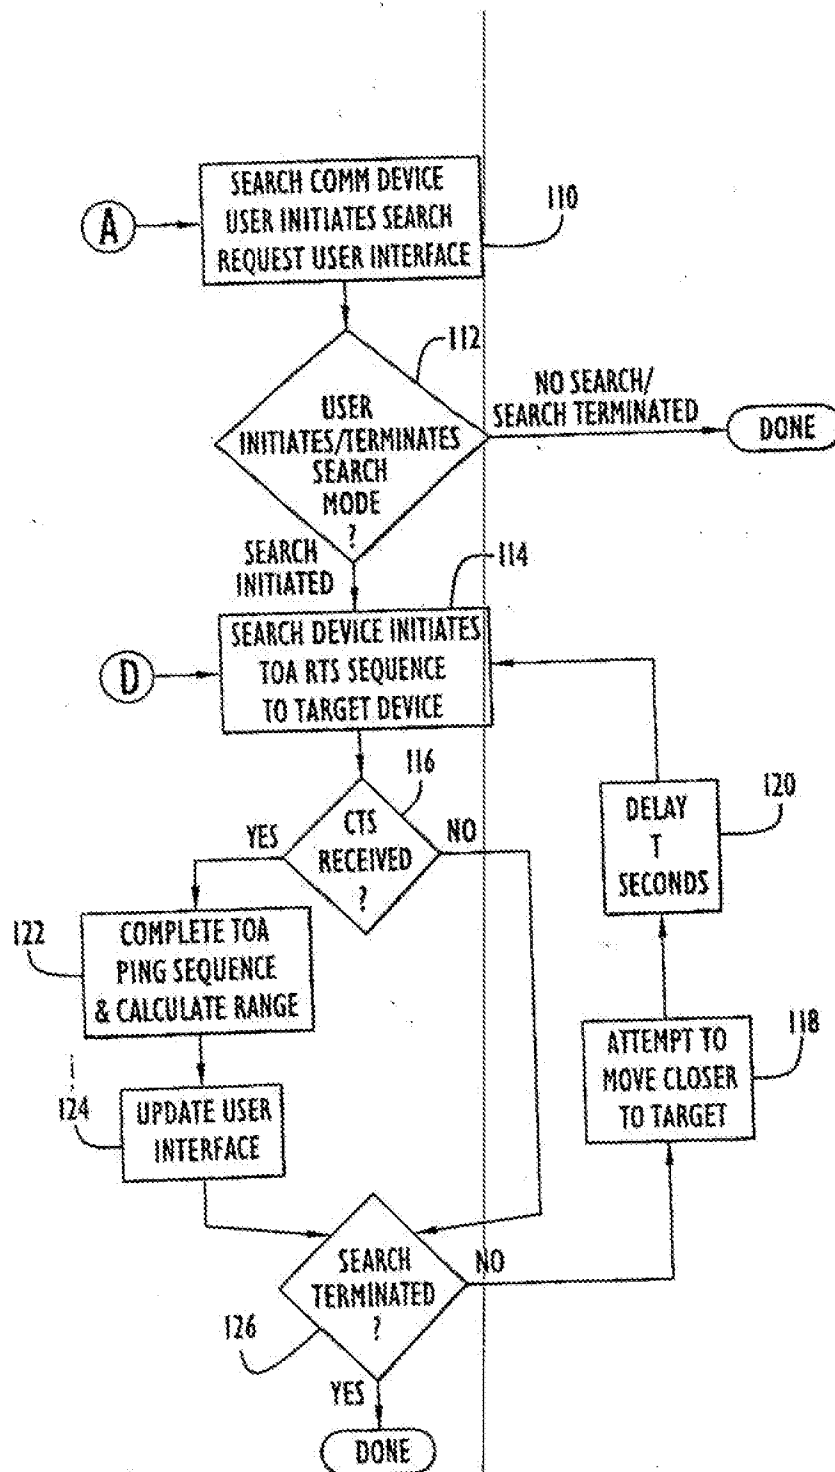 SEARCH COMM DEVICE
USER INITIATES SEARCH
REQUEST USER INTERFACE
110
A
112
USER
INITIATES/TERMINATES
SEARCH
MODE
?
NO SEARCH/
SEARCH TERMINATED
DONE
SEARCH
INITIATED
114
SEARCH DEVICE INITIATES
TOA RTS SEQUENCE
TO TARGET DEVICE
D
116
CTS
RECEIVED
?
YES
NO
120
DELAY
T
SECONDS
122
COMPLETE TOA
PING SEQUENCE
& CALCULATE RANGE
118
ATTEMPT TO
MOVE CLOSER
TO TARGET
124
UPDATE USER
INTERFACE
SEARCH
TERMINATED
?
NO
126
YES
DONE